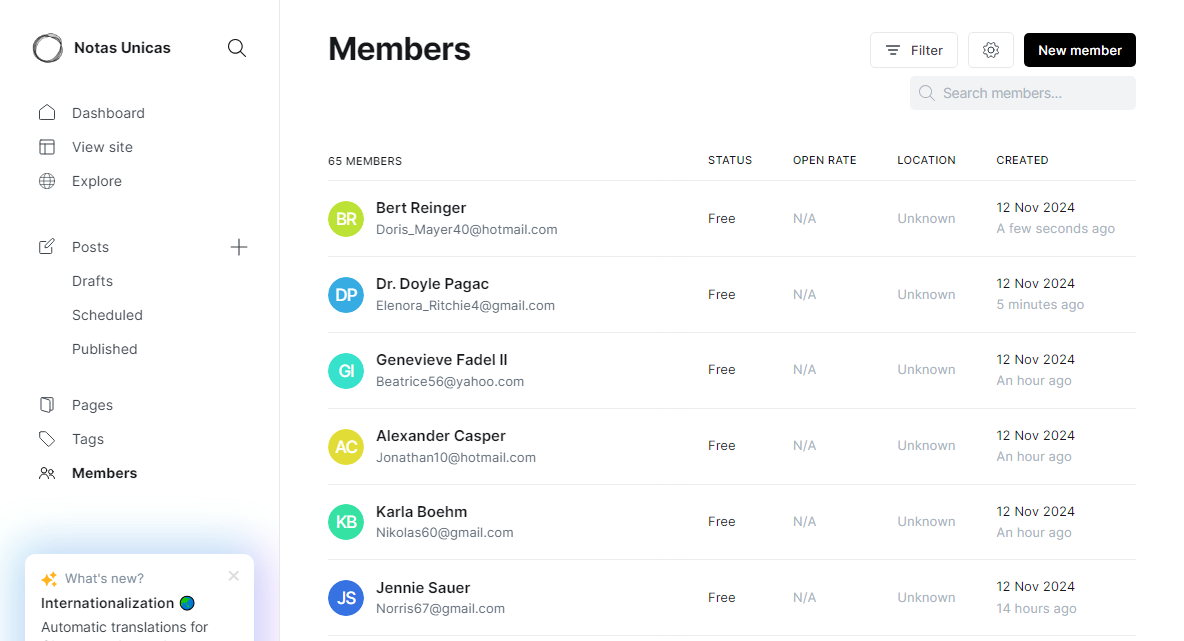 Notas Unicas
Dashboard
View site
Explore
Posts
Drafts
Scheduled
Published
Pages
Tags
Members
What's new?
Internationalization
Automatic translations for
Members
Filter
New member
Search members...
65 MEMBERS STATUS OPEN RATE LOCATION CREATED
BR Bert Reinger Free N/A Unknown 12 Nov 2024
Doris_Mayer40@hotmail.com A few seconds ago
DP Dr. Doyle Pagac Free N/A Unknown 12 Nov 2024
Elenora_Ritchie4@gmail.com 5 minutes ago
GI Genevieve Fadel II Free N/A Unknown 12 Nov 2024
Beatrice56@yahoo.com An hour ago
AC Alexander Casper Free N/A Unknown 12 Nov 2024
Jonathan10@hotmail.com An hour ago
KB Karla Boehm Free N/A Unknown 12 Nov 2024
Nikolas60@gmail.com An hour ago
JS Jennie Sauer Free N/A Unknown 12 Nov 2024
Norris67@gmail.com 14 hours ago